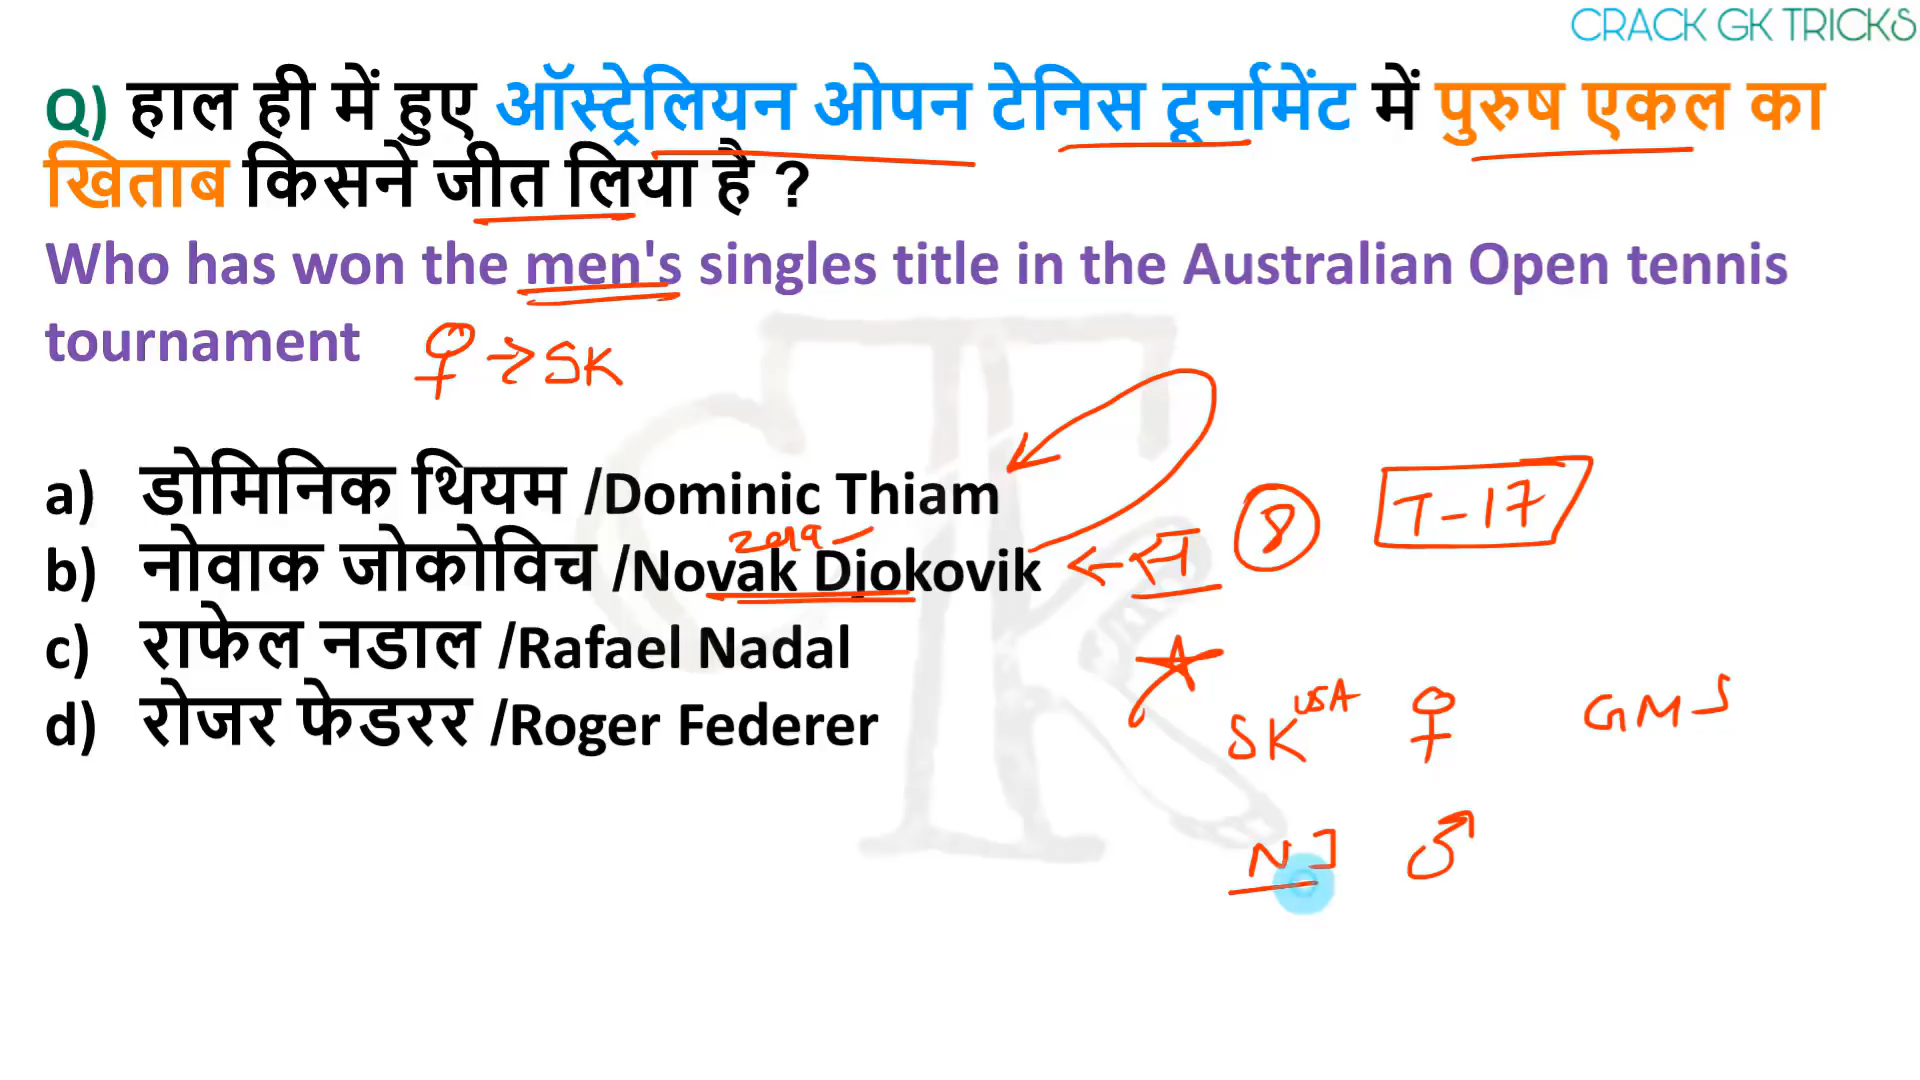 CRACK GK TRICKS
Q) हाल ही में हुए ऑस्ट्रेलियन ओपन टेनिस टूर्नामेंट में पुरुष एकल का
खिताब किसने जीत लिया है ?
Who has won the men's singles title in the Australian Open tennis
tournament
♀ → SK
a) डोमिनिक थियम /Dominic Thiam
2019
b) नोवाक जोकोविच /Novak Djokovik
8 T-17
c) राफेल नडाल /Rafael Nadal
d) रोजर फेडरर /Roger Federer
SK USA ♀ GMS
NJ ♂